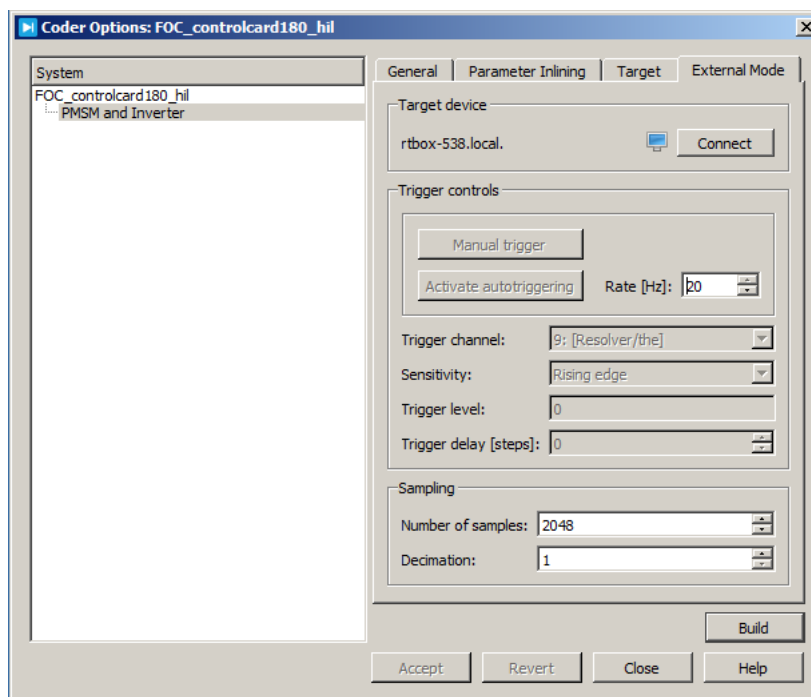 Coder Options: FOC_controlcard180_hil
System
FOC_controlcard180_hil
PMSM and Inverter
General
Parameter Inlining
Target
External Mode
Target device
rtbox-538.local.
Connect
Trigger controls
Manual trigger
Activate autotriggering
Rate [Hz]: 20
Trigger channel: 9: [Resolver/the]
Sensitivity: Rising edge
Trigger level: 0
Trigger delay [steps]: 0
Sampling
Number of samples: 2048
Decimation: 1
Build
Accept
Revert
Close
Help